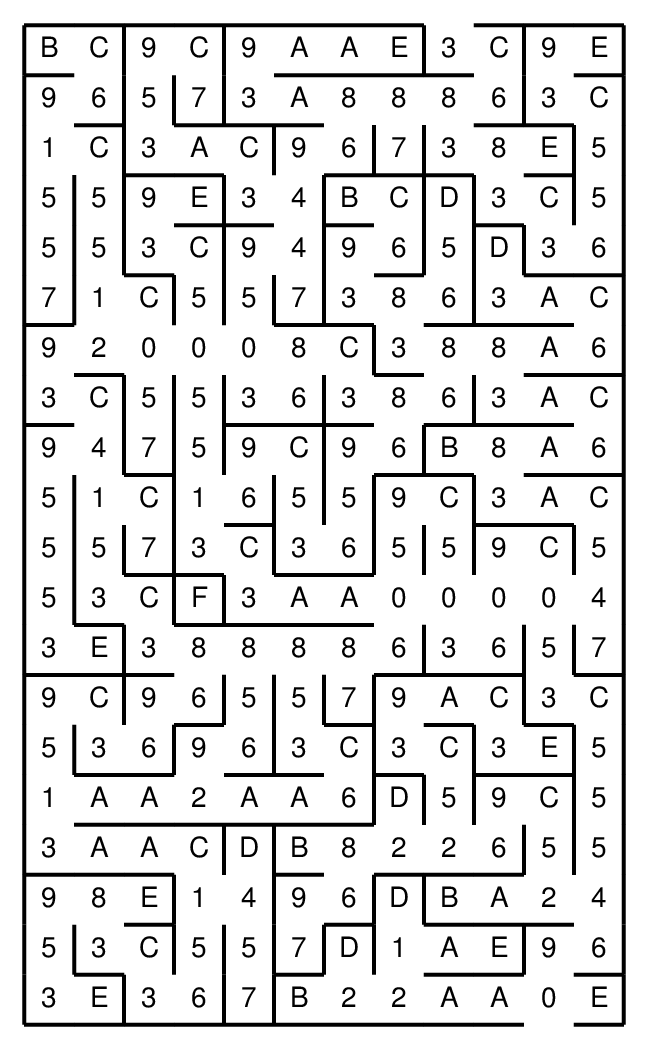 B C 9 C 9 A A E 3 C 9 E
9 6 5 7 3 A 8 8 8 6 3 C
1 C 3 A C 9 6 7 3 8 E 5
5 5 9 E 3 4 B C D 3 C 5
5 5 3 C 9 4 9 6 5 D 3 6
7 1 C 5 5 7 3 8 6 3 A C
9 2 0 0 0 8 C 3 8 8 A 6
3 C 5 5 3 6 3 8 6 3 A C
9 4 7 5 9 C 9 6 B 8 A 6
5 1 C 1 6 5 5 9 C 3 A C
5 5 7 3 C 3 6 5 5 9 C 5
5 3 C F 3 A A 0 0 0 0 4
3 E 3 8 8 8 8 6 3 6 5 7
9 C 9 6 5 5 7 9 A C 3 C
5 3 6 9 6 3 C 3 C 3 E 5
1 A A 2 A A 6 D 5 9 C 5
3 A A C D B 8 2 2 6 5 5
9 8 E 1 4 9 6 D B A 2 4
5 3 C 5 5 7 D 1 A E 9 6
3 E 3 6 7 B 2 2 A A 0 E